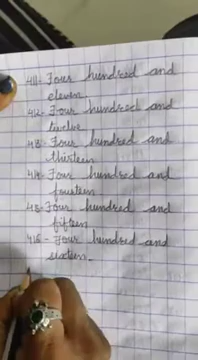 411- Four hundred and
eleven
412- Four hundred and
twelve
413- Four hundred and
thirteen
414- Four hundred and
fourteen
415- Four hundred and
fifteen
416 - Four hundred and
sixteen.